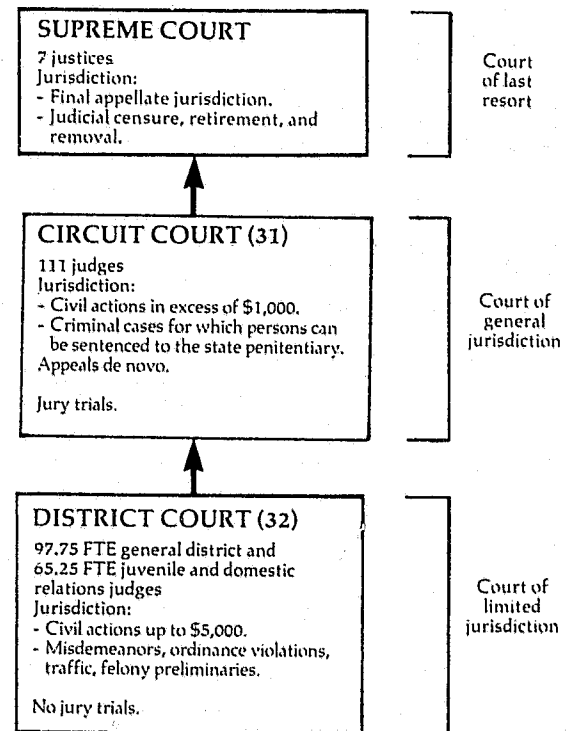 SUPREME COURT
7 justices
Jurisdiction:
- Final appellate jurisdiction.
- Judicial censure, retirement, and
removal.
Court
of last
resort
CIRCUIT COURT (31)
111 judges
Jurisdiction:
- Civil actions in excess of $1,000.
- Criminal cases for which persons can
be sentenced to the state penitentiary.
Appeals de novo.
Jury trials.
Court of
general
jurisdiction
DISTRICT COURT (32)
97.75 FTE general district and
65.25 FTE juvenile and domestic
relations judges
Jurisdiction:
- Civil actions up to $5,000.
- Misdemeanors, ordinance violations,
traffic, felony preliminaries.
No jury trials.
Court of
limited
jurisdiction